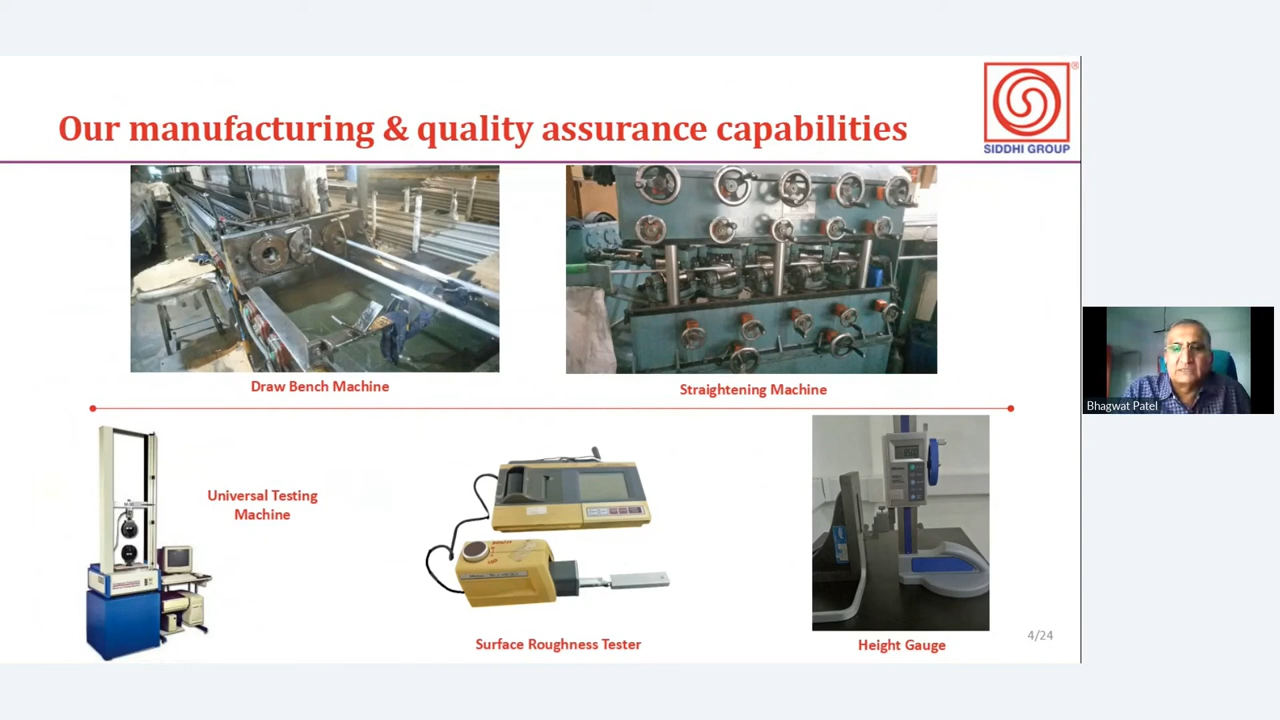 Our manufacturing & quality assurance capabilities
®
SIDDHI GROUP
Draw Bench Machine
Straightening Machine
Bhagwat Patel
Universal Testing
Machine
Surface Roughness Tester
Height Gauge
4/24